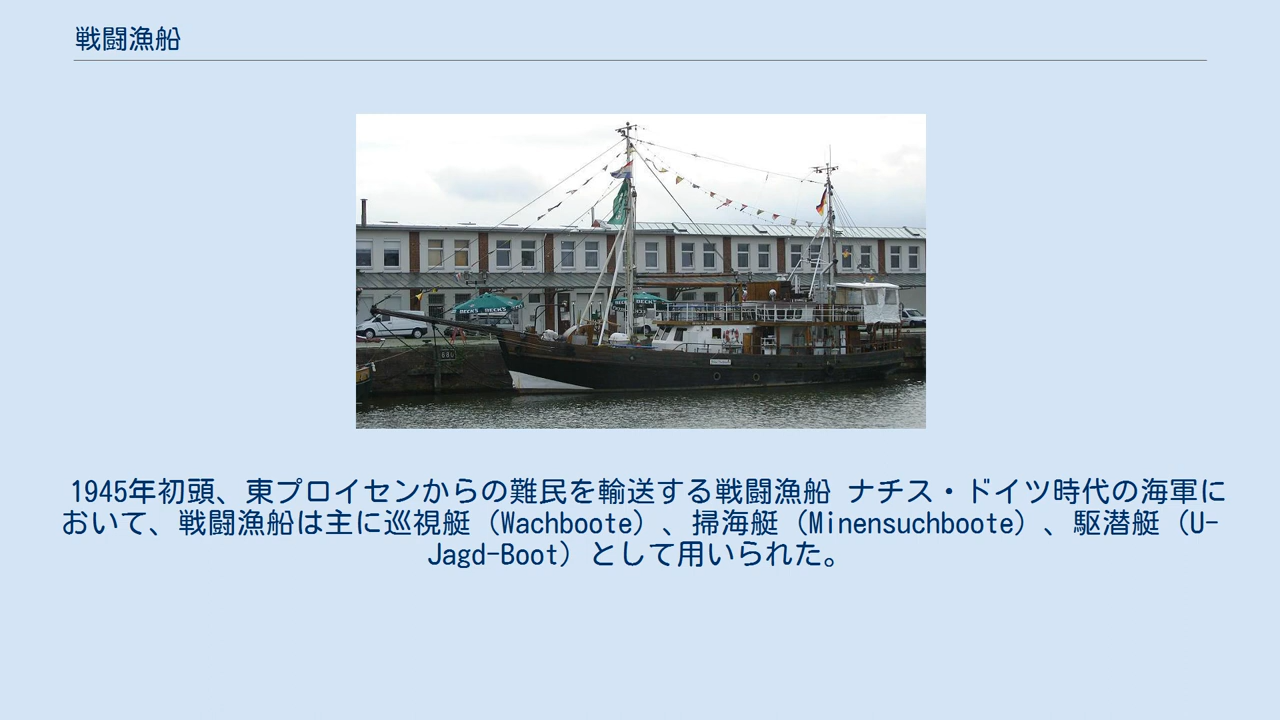 戦闘漁船
BECK'S BECK'S
680
1945年初頭、東プロイセンからの難民を輸送する戦闘漁船 ナチス・ドイツ時代の海軍に
おいて、戦闘漁船は主に巡視艇（Wachboote）、掃海艇（Minensuchboote）、駆潜艇（U-
Jagd-Boot）として用いられた。